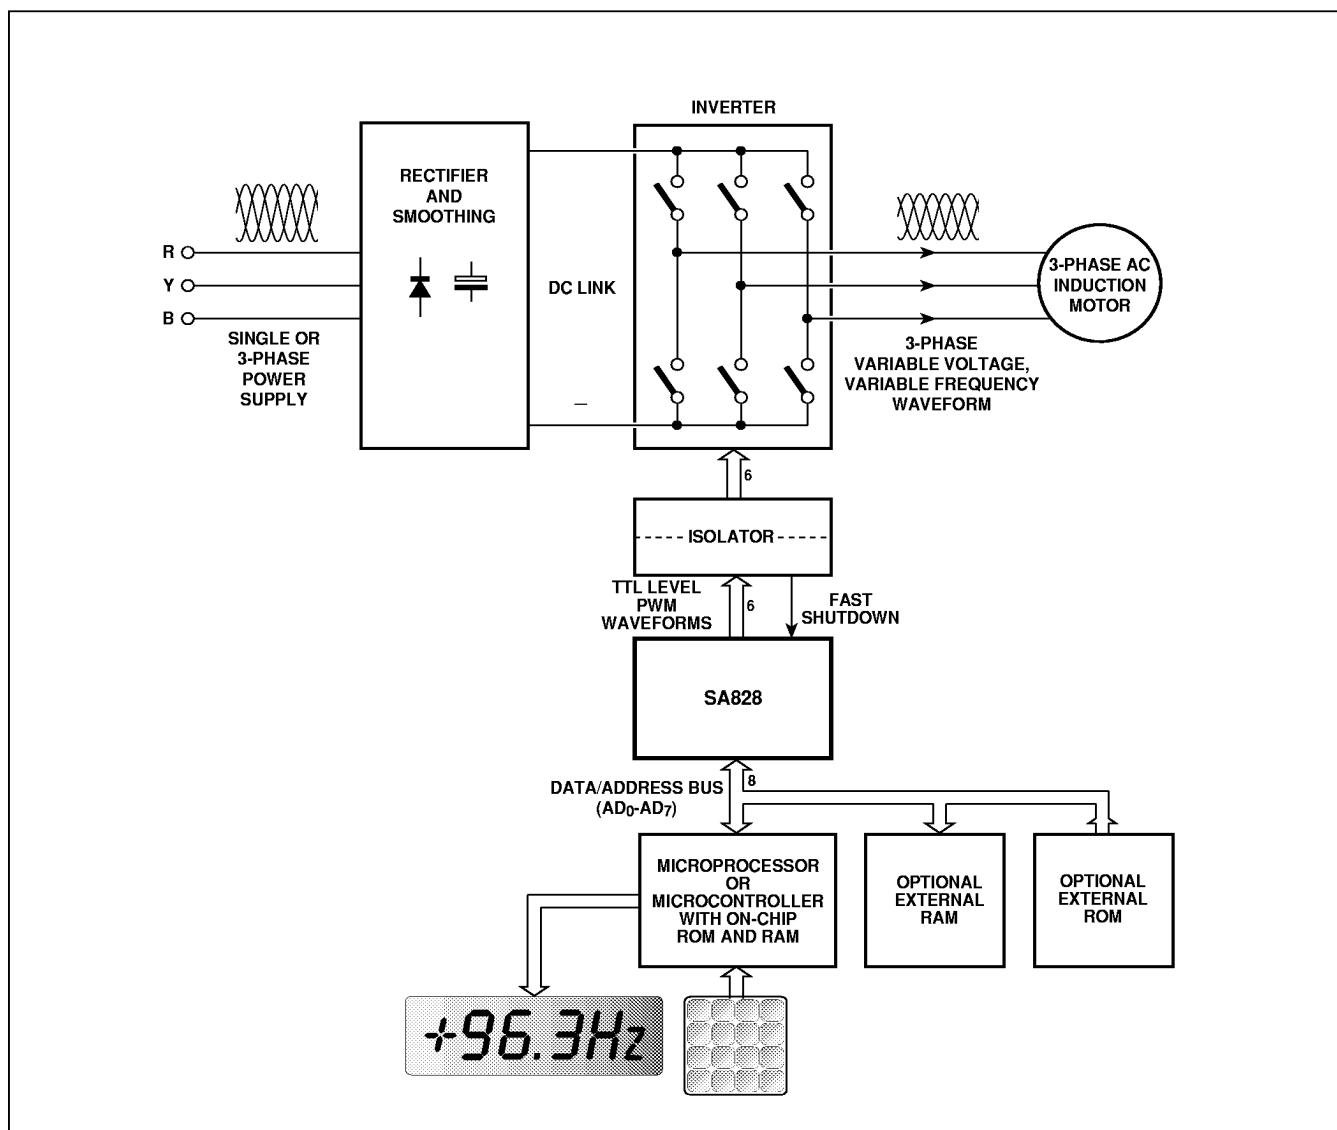 INVERTER
RECTIFIER
AND
SMOOTHING
R
Y
B
SINGLE OR
3-PHASE
POWER
SUPPLY
DC LINK
–
3-PHASE AC
INDUCTION
MOTOR
3-PHASE
VARIABLE VOLTAGE,
VARIABLE FREQUENCY
WAVEFORM
6
ISOLATOR
TTL LEVEL
PWM
WAVEFORMS
6
FAST
SHUTDOWN
SA828
DATA/ADDRESS BUS
(AD0-AD7)
8
MICROPROCESSOR
OR
MICROCONTROLLER
WITH ON-CHIP
ROM AND RAM
OPTIONAL
EXTERNAL
RAM
OPTIONAL
EXTERNAL
ROM
+96.3Hz